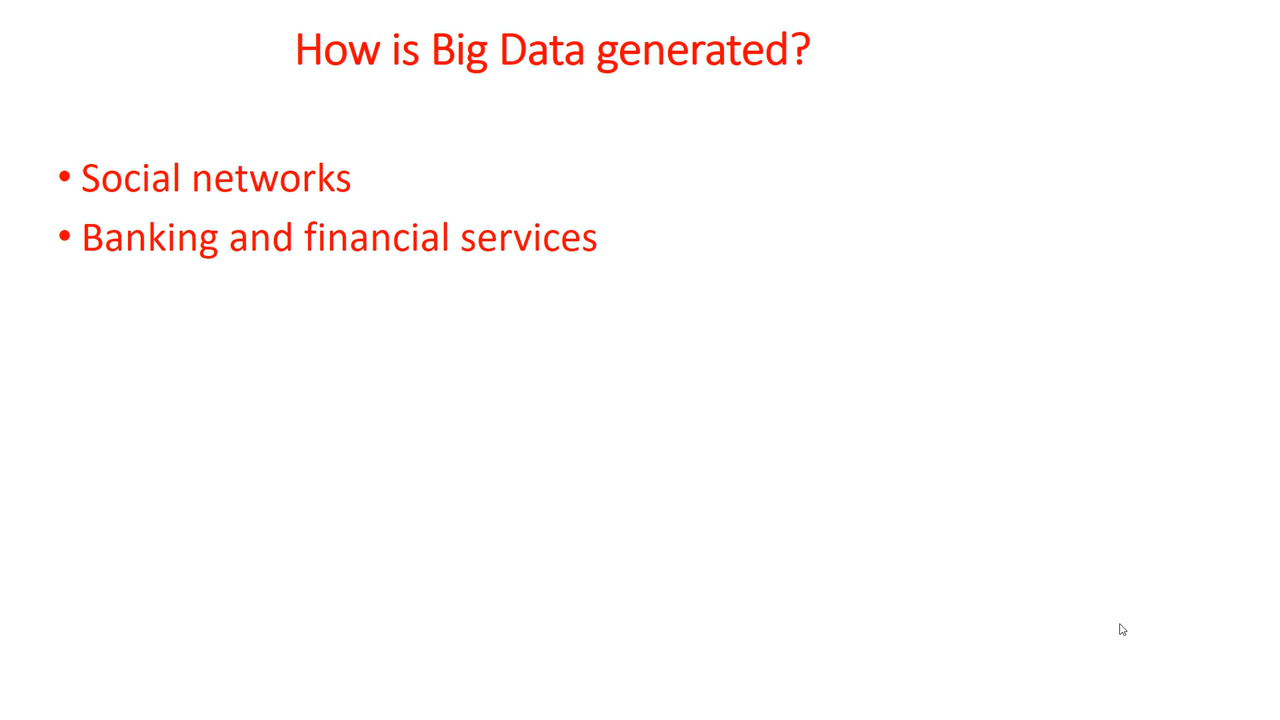 How is Big Data generated?
• Social networks
• Banking and financial services